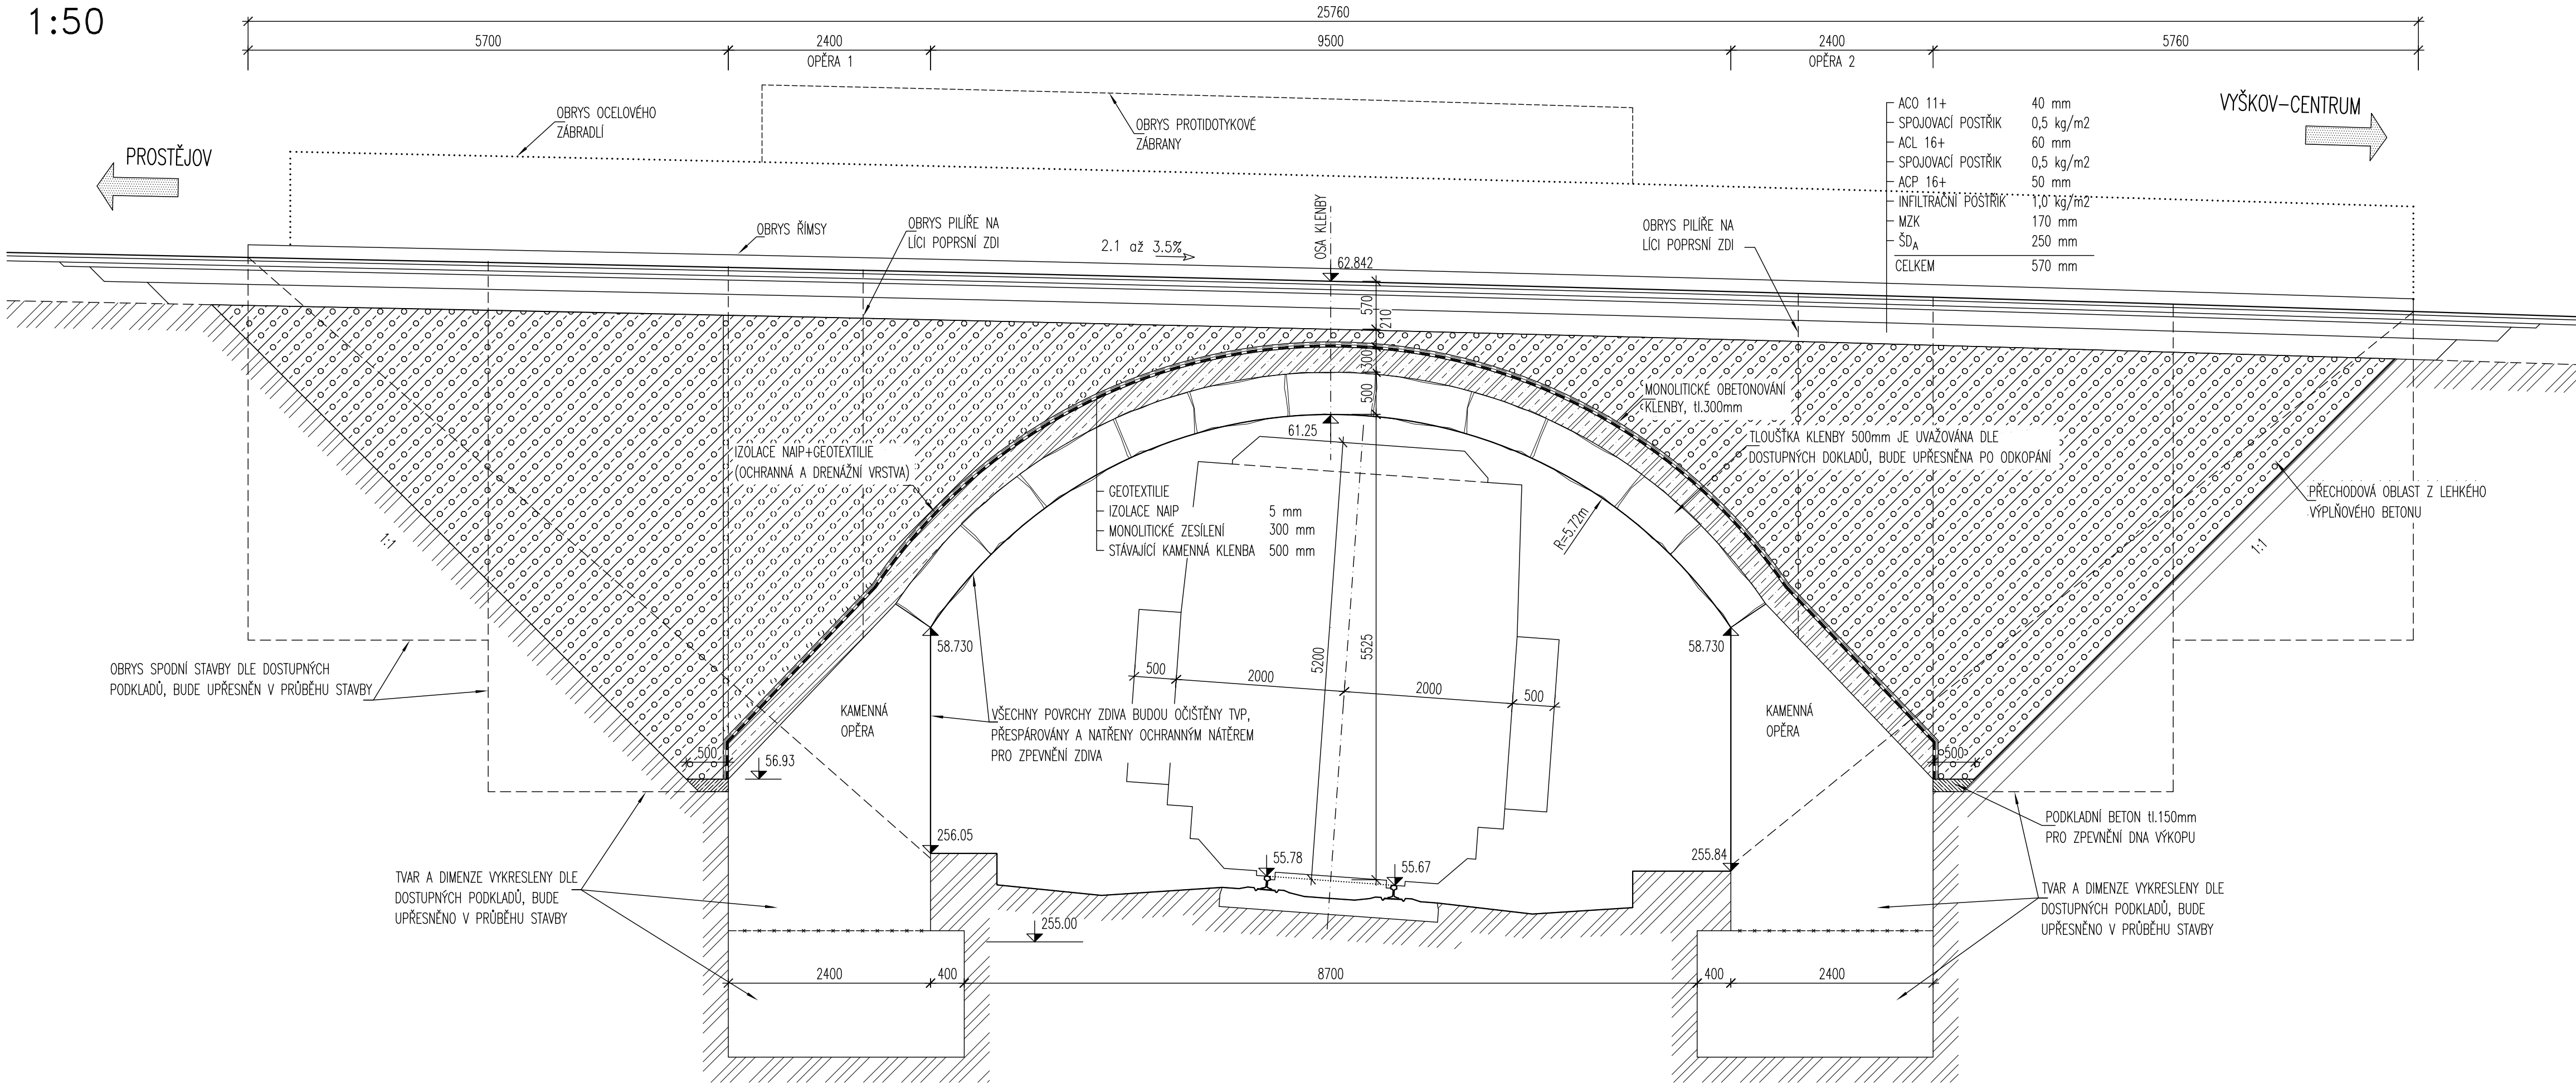 1:50
25760
5700
2400
9500
2400
5760
OPĚRA 1
OPĚRA 2
OBRYS OCELOVÉHO
ZÁBRADLÍ
OBRYS PROTIDOTYKOVÉ
ZÁBRANY
PROSTĚJOV
VYŠKOV-CENTRUM
ACO 11+ 40 mm
SPOJOVACÍ POSTŘIK 0,5 kg/m2
ACL 16+ 60 mm
SPOJOVACÍ POSTŘIK 0,5 kg/m2
ACP 16+ 50 mm
INFILTRAČNÍ POSTŘIK 1,0 kg/m2
MZK 170 mm
ŠDA 250 mm
CELKEM 570 mm
OBRYS ŘÍMSY
OBRYS PILÍŘE NA
LÍCI POPRSNÍ ZDI
2.1 až 3.5%
OSA KLENBY
62.842
OBRYS PILÍŘE NA
LÍCI POPRSNÍ ZDI
570
210
300
500
61.25
MONOLITICKÉ OBETONOVÁNÍ
KLENBY, tl.300mm
TLOUŠŤKA KLENBY 500mm JE UVAŽOVÁNA DLE
DOSTUPNÝCH DOKLADŮ, BUDE UPŘESNĚNA PO ODKOPÁNÍ
IZOLACE NAIP+GEOTEXTILIE
(OCHRANNÁ A DRENÁŽNÍ VRSTVA)
GEOTEXTILIE
IZOLACE NAIP 5 mm
MONOLITICKÉ ZESÍLENÍ 300 mm
STÁVAJÍCÍ KAMENNÁ KLENBA 500 mm
R=5.72m
PŘECHODOVÁ OBLAST Z LEHKÉHO
VÝPLŇOVÉHO BETONU
1:1
1:1
58.730
58.730
5200
5525
500
2000
2000
500
OBRYS SPODNÍ STAVBY DLE DOSTUPNÝCH
PODKLADŮ, BUDE UPŘESNĚN V PRŮBĚHU STAVBY
KAMENNÁ
OPĚRA
VŠECHNY POVRCHY ZDIVA BUDOU OČIŠTĚNY TVP,
PŘESPÁROVÁNY A NATŘENY OCHRANNÝM NÁTĚREM
PRO ZPEVNĚNÍ ZDIVA
KAMENNÁ
OPĚRA
500
56.93
500
PODKLADNÍ BETON tl.150mm
PRO ZPEVNĚNÍ DNA VÝKOPU
256.05
55.78
55.67
255.84
TVAR A DIMENZE VYKRESLENY DLE
DOSTUPNÝCH PODKLADŮ, BUDE
UPŘESNĚNO V PRŮBĚHU STAVBY
255.00
TVAR A DIMENZE VYKRESLENY DLE
DOSTUPNÝCH PODKLADŮ, BUDE
UPŘESNĚNO V PRŮBĚHU STAVBY
2400
400
8700
400
2400